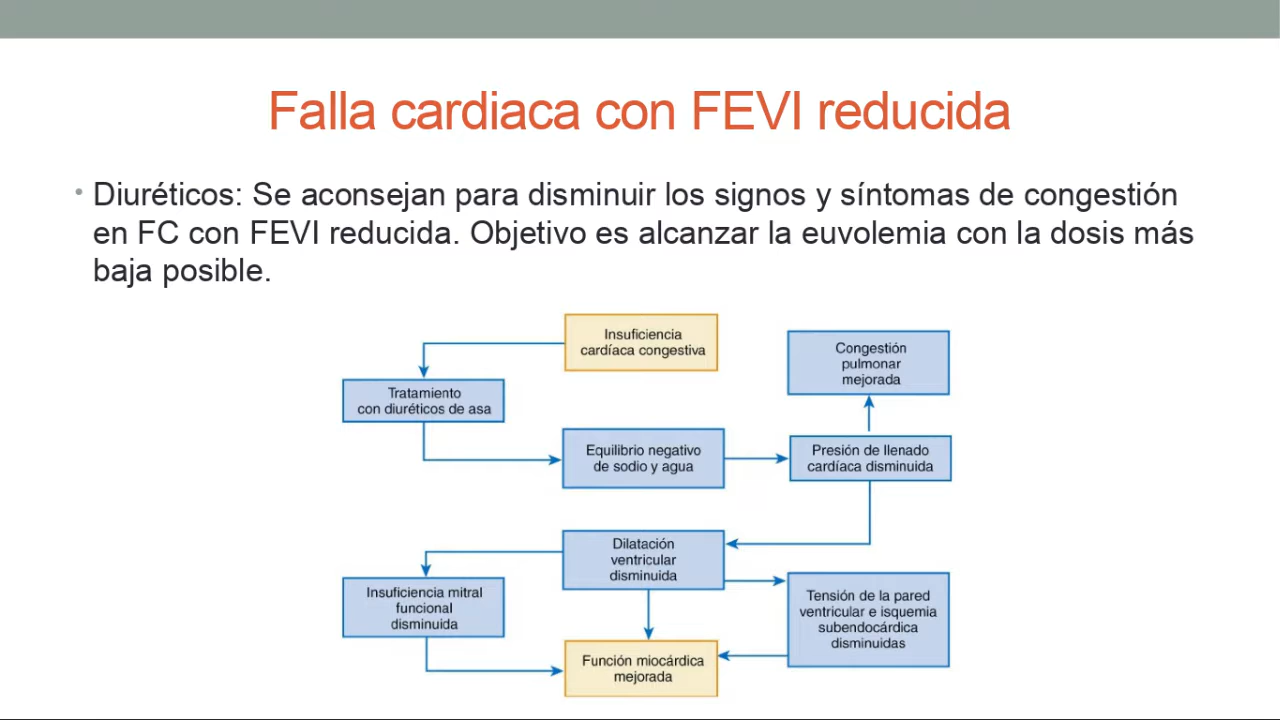 Falla cardiaca con FEVI reducida
• Diuréticos: Se aconsejan para disminuir los signos y síntomas de congestión
en FC con FEVI reducida. Objetivo es alcanzar la euvolemia con la dosis más
baja posible.
Insuficiencia
cardíaca congestiva
Congestión
pulmonar
mejorada
Tratamiento
con diuréticos de asa
Equilibrio negativo
de sodio y agua
Presión de llenado
cardíaca disminuida
Dilatación
ventricular
disminuida
Insuficiencia mitral
funcional
disminuida
Tensión de la pared
ventricular e isquemia
subendocárdica
disminuidas
Función miocárdica
mejorada